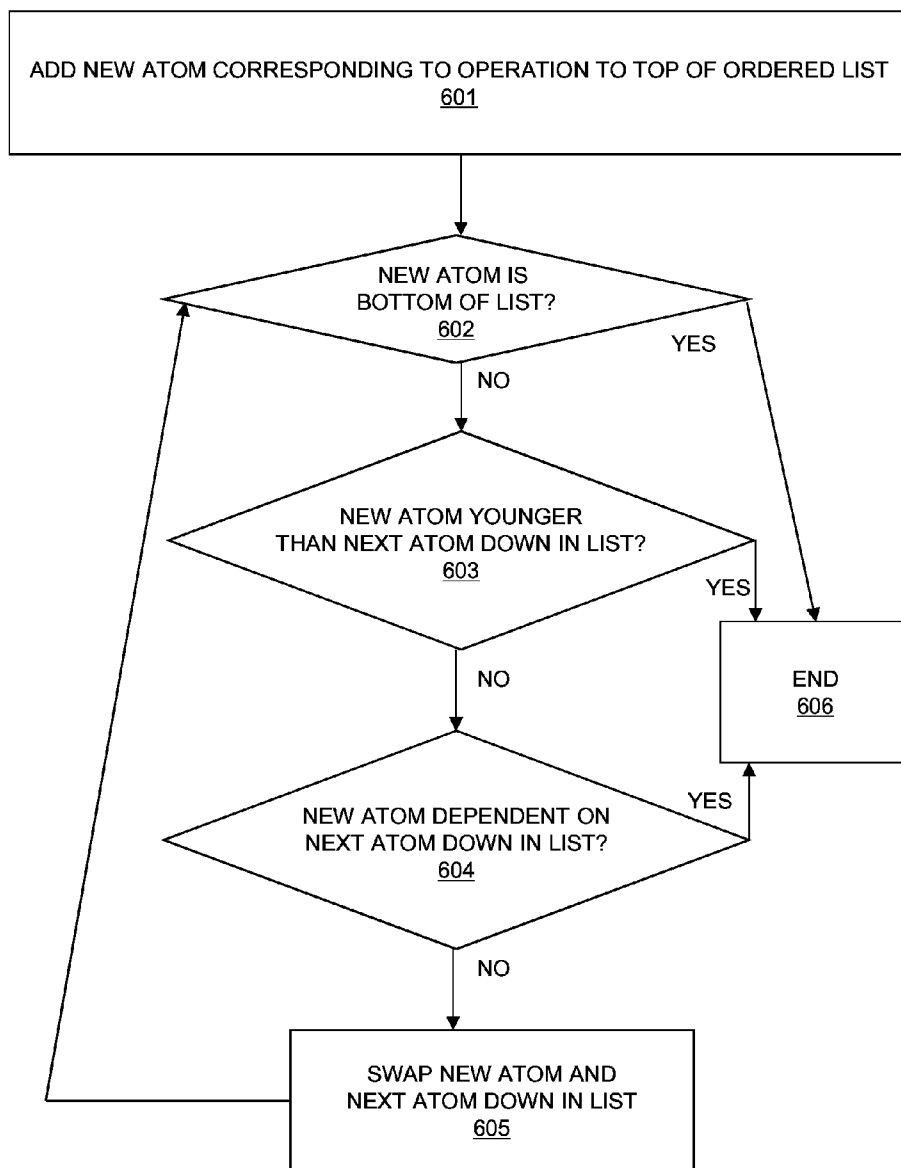 ADD NEW ATOM CORRESPONDING TO OPERATION TO TOP OF ORDERED LIST
601
NEW ATOM IS
BOTTOM OF LIST?
602
YES
NO
NEW ATOM YOUNGER
THAN NEXT ATOM DOWN IN LIST?
603
YES
NO
END
606
NEW ATOM DEPENDENT ON
NEXT ATOM DOWN IN LIST?
604
YES
NO
SWAP NEW ATOM AND
NEXT ATOM DOWN IN LIST
605